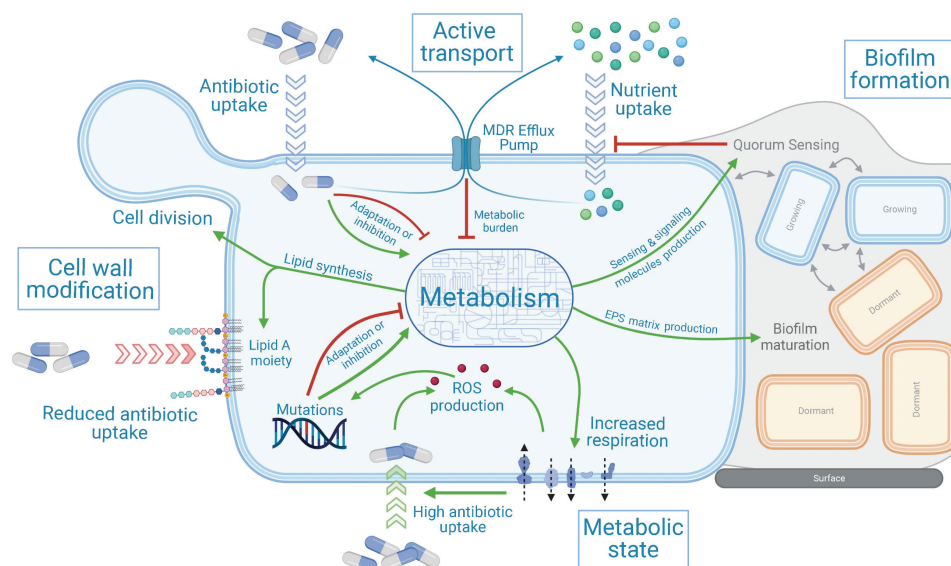 Active
transport
Biofilm
formation
Antibiotic
uptake
Nutrient
uptake
MDR Efflux
Pump
Quorum Sensing
Growing
Growing
Cell division
Adaptation or
inhibition
Metabolic
burden
Sensing & signaling
molecules production
Cell wall
modification
Lipid synthesis
Metabolism
Dormant
EPS matrix production
Biofilm
maturation
Lipid A
moiety
Adaptation or
inhibition
Reduced antibiotic
uptake
Mutations
ROS
production
Increased
respiration
Dormant
Dormant
Surface
High antibiotic
uptake
Metabolic
state